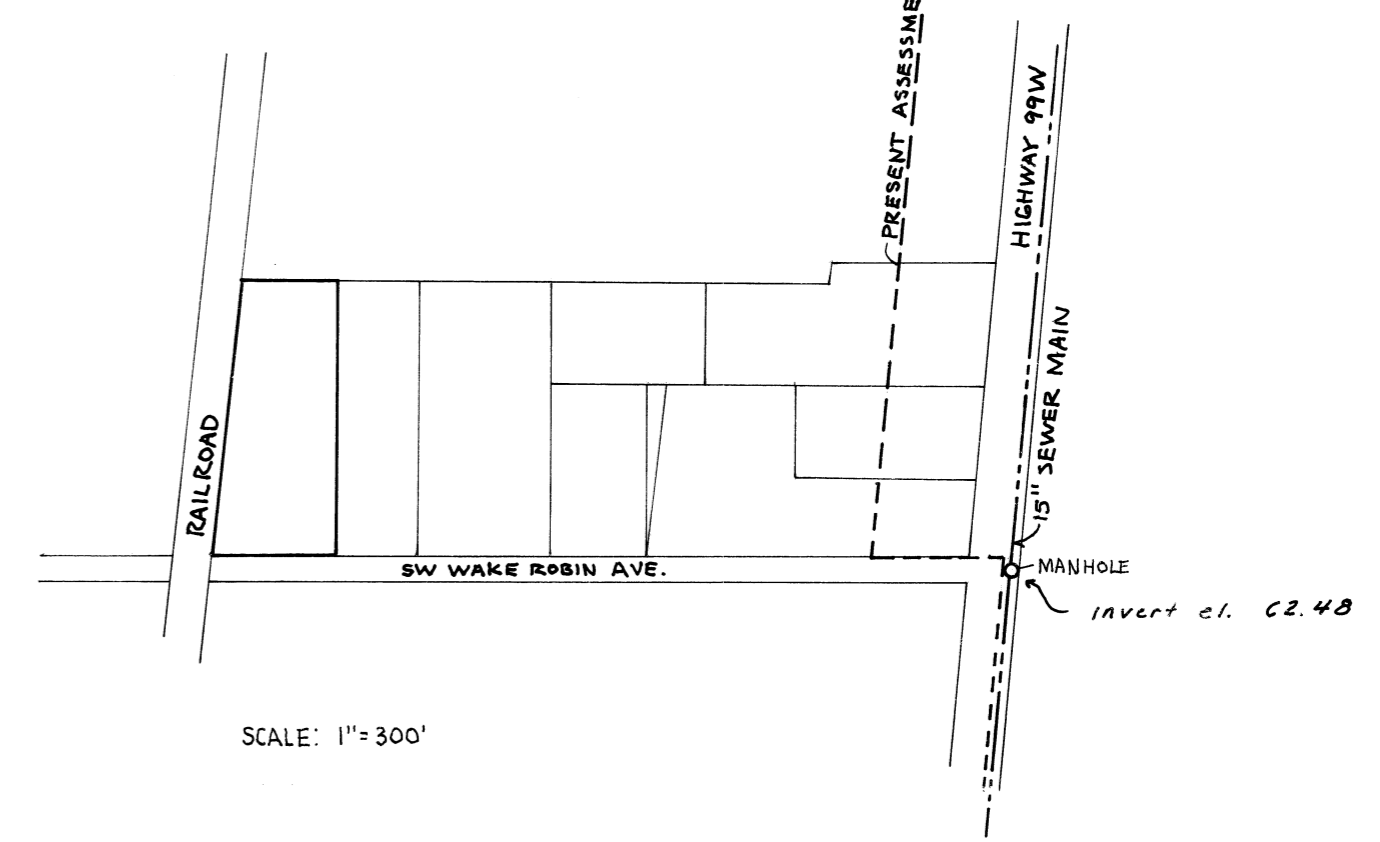 PRESENT ASSESSME
HIGHWAY 99W
15" SEWER MAIN
RAILROAD
SW WAKE ROBIN AVE.
MANHOLE
invert el. 62.48
SCALE: 1"=300'